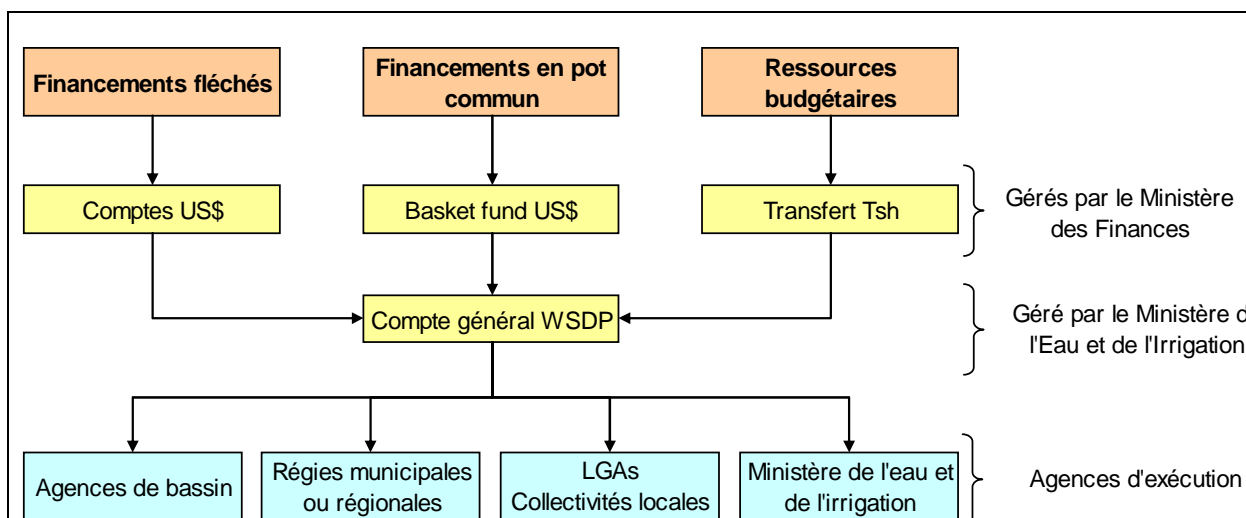 Financements fléchés
Financements en pot
commun
Ressources
budgétaires
Comptes US$
Basket fund US$
Transfert Tsh
Gérés par le Ministère
des Finances
Compte général WSDP
Géré par le Ministère d
l'Eau et de l'Irrigation
Agences de bassin
Régies municipales
ou régionales
LGAs
Collectivités locales
Ministère de l'eau et
de l'irrigation
Agences d'exécution